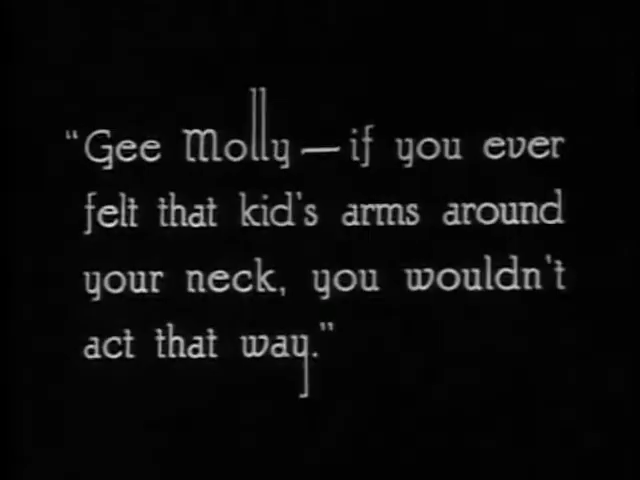 “Gee Molly — if you ever
felt that kid's arms around
your neck, you wouldn't
act that way.”